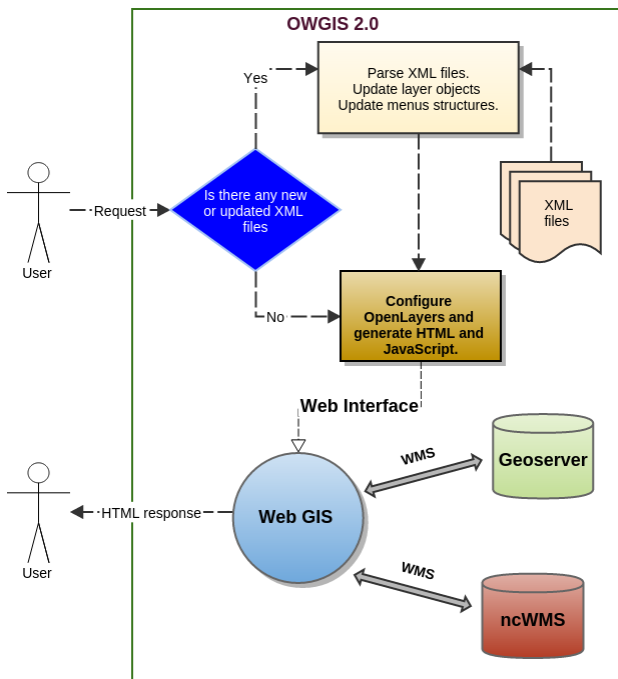 OWGIS 2.0
Yes
Parse XML files.
Update layer objects
Update menus structures.
User
Request
Is there any new
or updated XML
files
XML
files
No
Configure
OpenLayers and
generate HTML and
JavaScript.
Web Interface
WMS
Geoserver
User
HTML response
Web GIS
WMS
ncWMS